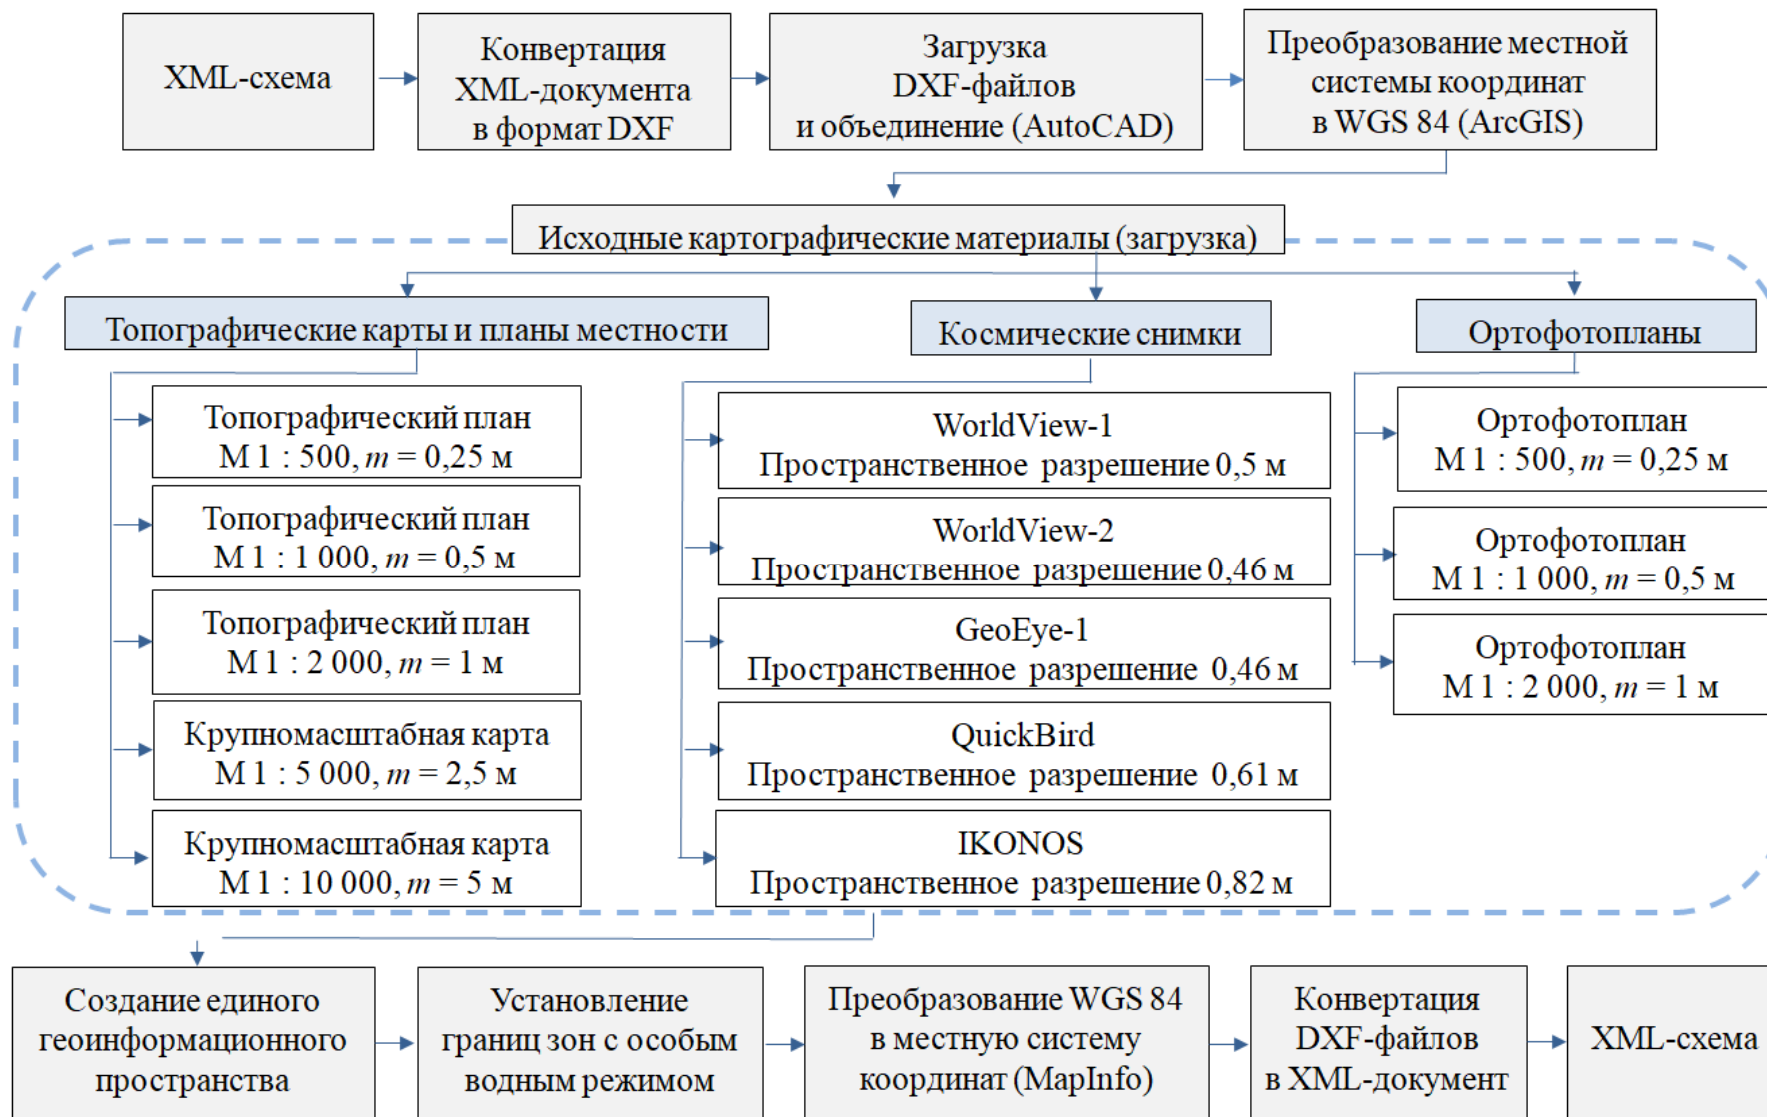 XML-схема
Конвертация
XML-документа
в формат DXF
Загрузка
DXF-файлов
и объединение (AutoCAD)
Преобразование местной
системы координат
в WGS 84 (ArcGIS)
Исходные картографические материалы (загрузка)
Топографические карты и планы местности
Топографический план
М 1 : 500, m = 0,25 м
Топографический план
М 1 : 1 000, m = 0,5 м
Топографический план
М 1 : 2 000, m = 1 м
Крупномасштабная карта
М 1 : 5 000, m = 2,5 м
Крупномасштабная карта
М 1 : 10 000, m = 5 м
Космические снимки
WorldView-1
Пространственное разрешение 0,5 м
WorldView-2
Пространственное разрешение 0,46 м
GeoEye-1
Пространственное разрешение 0,46 м
QuickBird
Пространственное разрешение 0,61 м
IKONOS
Пространственное разрешение 0,82 м
Ортофотопланы
Ортофотоплан
М 1 : 500, m = 0,25 м
Ортофотоплан
М 1 : 1 000, m = 0,5 м
Ортофотоплан
М 1 : 2 000, m = 1 м
Создание единого
геоинформационного
пространства
Установление
границ зон с особым
водным режимом
Преобразование WGS 84
в местную систему
координат (MapInfo)
Конвертация
DXF-файлов
в XML-документ
XML-схема